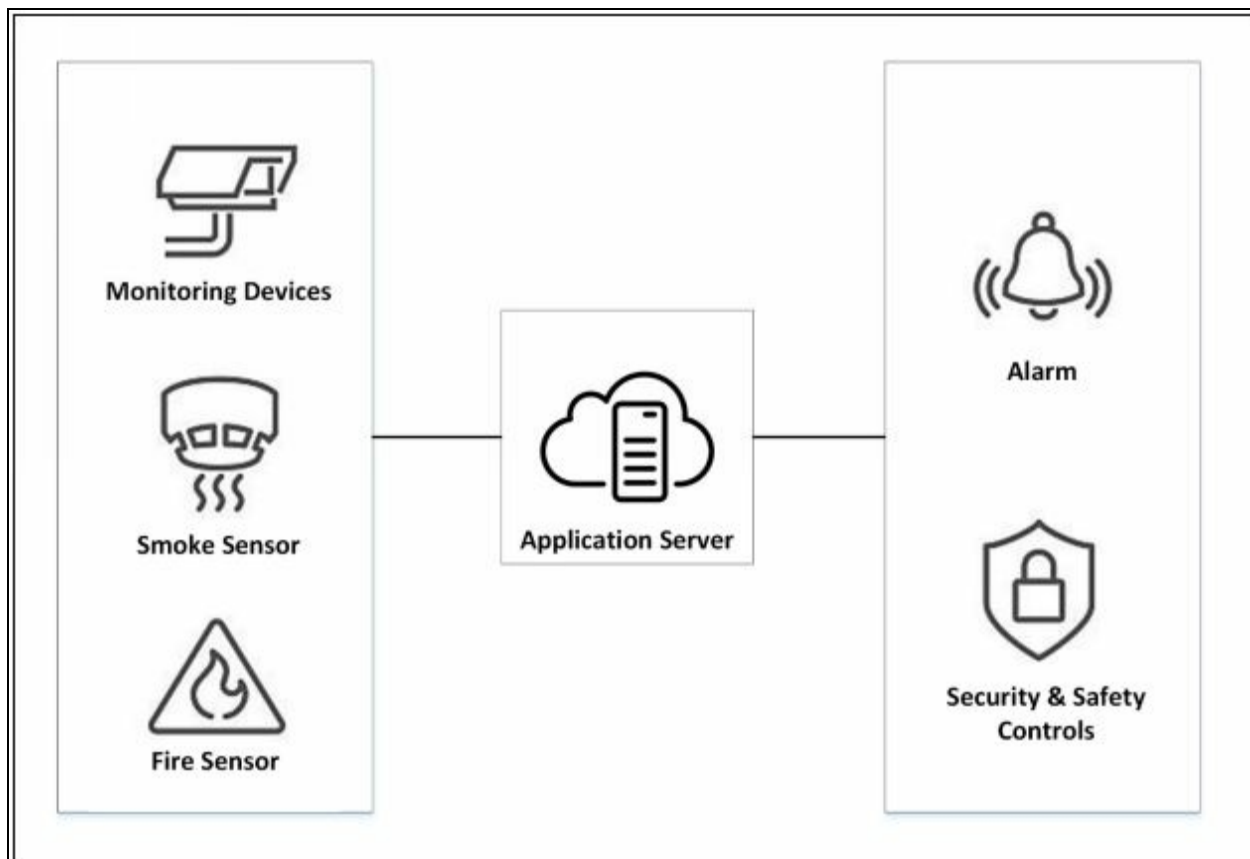 Monitoring Devices
Smoke Sensor
Fire Sensor
Application Server
Alarm
Security & Safety
Controls